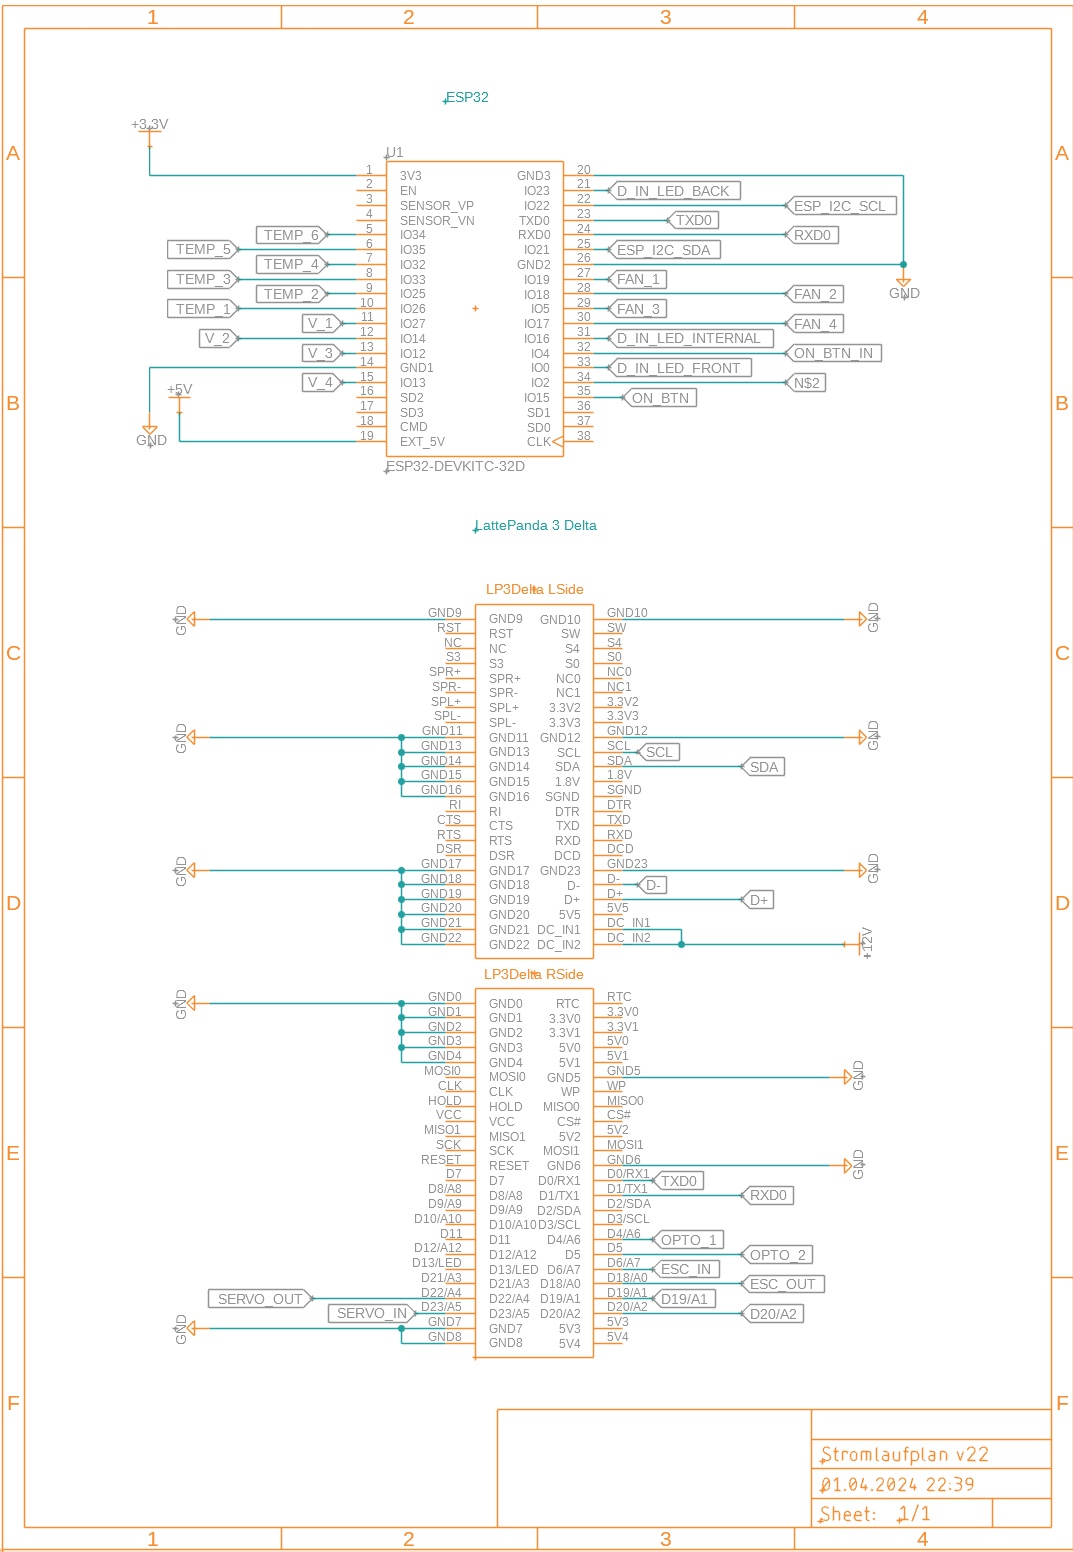 1 2 3 4
ESP32
+3.3V
A A
U1
1 3V3 GND3 20
2 EN IO23 21 D_IN_LED_BACK
3 SENSOR_VP IO22 22 ESP_I2C_SCL
4 SENSOR_VN TXD0 23 TXD0
TEMP_6 5 IO34 RXD0 24 RXD0
TEMP_5 6 IO35 IO21 25 ESP_I2C_SDA
TEMP_4 7 IO32 GND2 26
TEMP_3 8 IO33 IO19 27 FAN_1
TEMP_2 9 IO25 IO18 28 FAN_2
GND
TEMP_1 10 IO26 IO5 29 FAN_3
V_1 11 IO27 IO17 30 FAN_4
V_2 12 IO14 IO16 31 D_IN_LED_INTERNAL
V_3 13 IO12 IO4 32 ON_BTN_IN
14 GND1 IO0 33 D_IN_LED_FRONT
V_4 15 IO13 IO2 34 N$2
+5V
16 SD2 IO15 35 ON_BTN
B B
17 SD3 SD1 36
18 CMD SD0 37
19 EXT_5V CLK 38
GND
ESP32-DEVKITC-32D
LattePanda 3 Delta
LP3Delta LSide
GND GND9 GND9 GND10 GND10 GND
RST RST SW SW
NC NC S4 S4
C C
S3 S3 S0 S0
SPR+ SPR+ NC0 NC0
SPR- SPR- NC1 NC1
SPL+ SPL+ 3.3V2 3.3V2
SPL- SPL- 3.3V3 3.3V3
GND GND11 GND11 GND12 GND12 GND
GND13 GND13 SCL SCL SCL
GND14 GND14 SDA SDA SDA
GND15 GND15 1.8V 1.8V
GND16 GND16 SGND SGND
RI RI DTR DTR
CTS CTS TXD TXD
RTS RTS RXD RXD
DSR DSR DCD DCD
GND GND17 GND17 GND23 GND23 GND
GND18 GND18 D- D- D-
GND19 GND19 D+ D+ D+
D D
GND20 GND20 5V5 5V5
GND21 GND21 DC_IN1 DC_IN1
GND22 GND22 DC_IN2 DC_IN2 +12V
LP3Delta RSide
GND GND0 GND0 RTC RTC
GND1 GND1 3.3V0 3.3V0
GND2 GND2 3.3V1 3.3V1
GND3 GND3 5V0 5V0
GND4 GND4 5V1 5V1
MOSI0 MOSI0 GND5 GND5 GND
CLK CLK WP WP
HOLD HOLD MISO0 MISO0
VCC VCC CS# CS#
MISO1 MISO1 5V2 5V2
SCK SCK MOSI1 MOSI1
E E
RESET RESET GND6 GND6 GND
D7 D7 D0/RX1 D0/RX1 TXD0
D8/A8 D8/A8 D1/TX1 D1/TX1 RXD0
D9/A9 D9/A9 D2/SDA D2/SDA
D10/A10 D10/A10 D3/SCL D3/SCL
D11 D11 D4/A6 D4/A6 OPTO_1
D12/A12 D12/A12 D5 D5 OPTO_2
D13/LED D13/LED D6/A7 D6/A7 ESC_IN
D21/A3 D21/A3 D18/A0 D18/A0 ESC_OUT
SERVO_OUT D22/A4 D22/A4 D19/A1 D19/A1 D19/A1
SERVO_IN D23/A5 D23/A5 D20/A2 D20/A2 D20/A2
GND GND7 GND7 5V3 5V3
GND8 GND8 5V4 5V4
F F
Stromlaufplan v22
01.04.2024 22:39
Sheet: 1/1
1 2 3 4